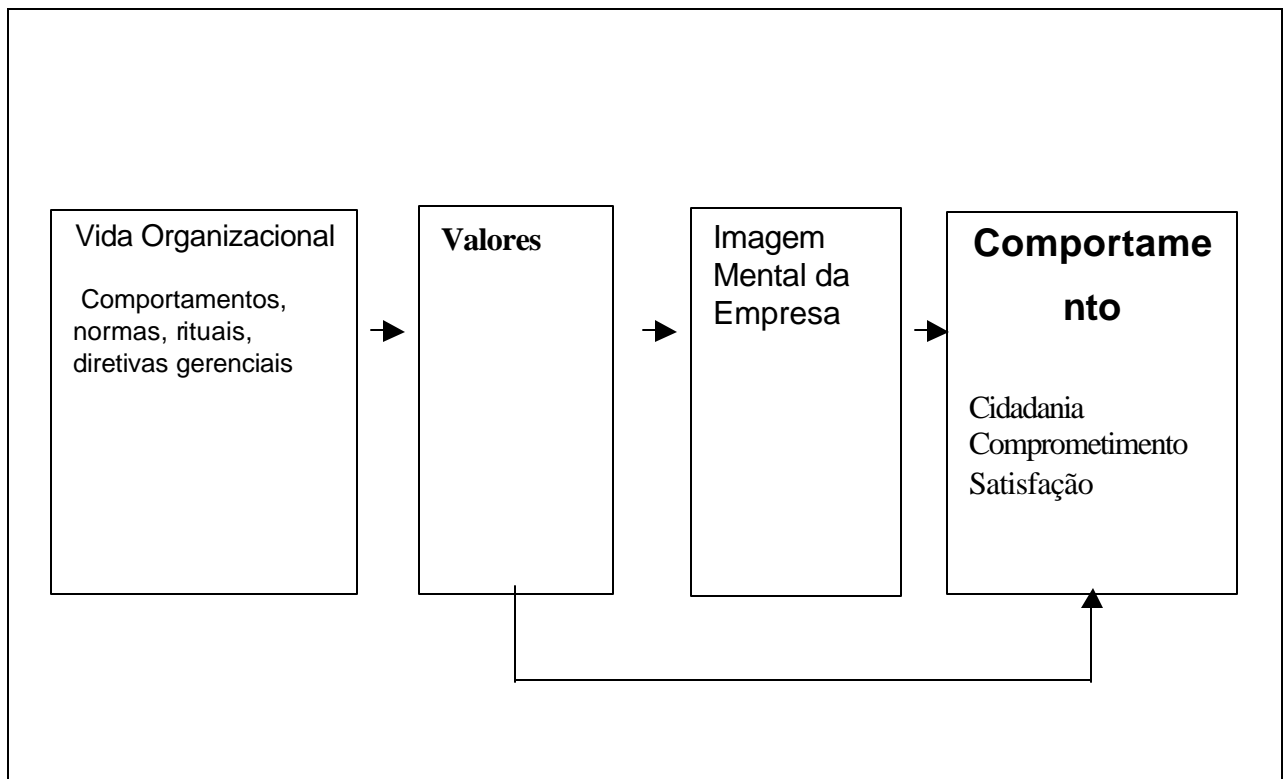 Vida Organizacional
Comportamentos,
normas, rituais,
diretivas gerenciais
Valores
Imagem
Mental da
Empresa
Comportame
nto
Cidadania
Comprometimento
Satisfação